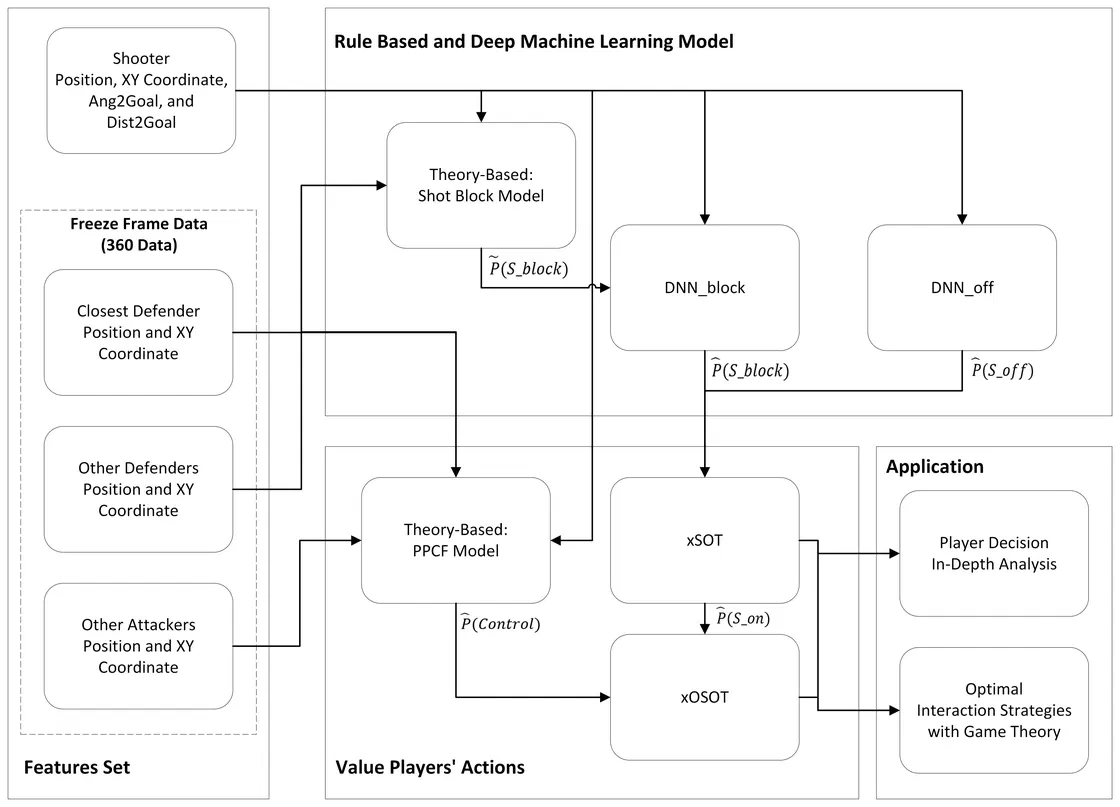 Shooter
Position, XY Coordinate,
Ang2Goal, and
Dist2Goal
Freeze Frame Data
(360 Data)
Closest Defender
Position and XY
Coordinate
Other Defenders
Position and XY
Coordinate
Other Attackers
Position and XY
Coordinate
Features Set
Rule Based and Deep Machine Learning Model
Theory-Based:
Shot Block Model
P̃(S_block)
DNN_block
DNN_off
P̂(S_block)
P̂(S_off)
Theory-Based:
PPCF Model
xSOT
P̂(Control)
P̂(S_on)
xOSOT
Value Players' Actions
Application
Player Decision
In-Depth Analysis
Optimal
Interaction Strategies
with Game Theory